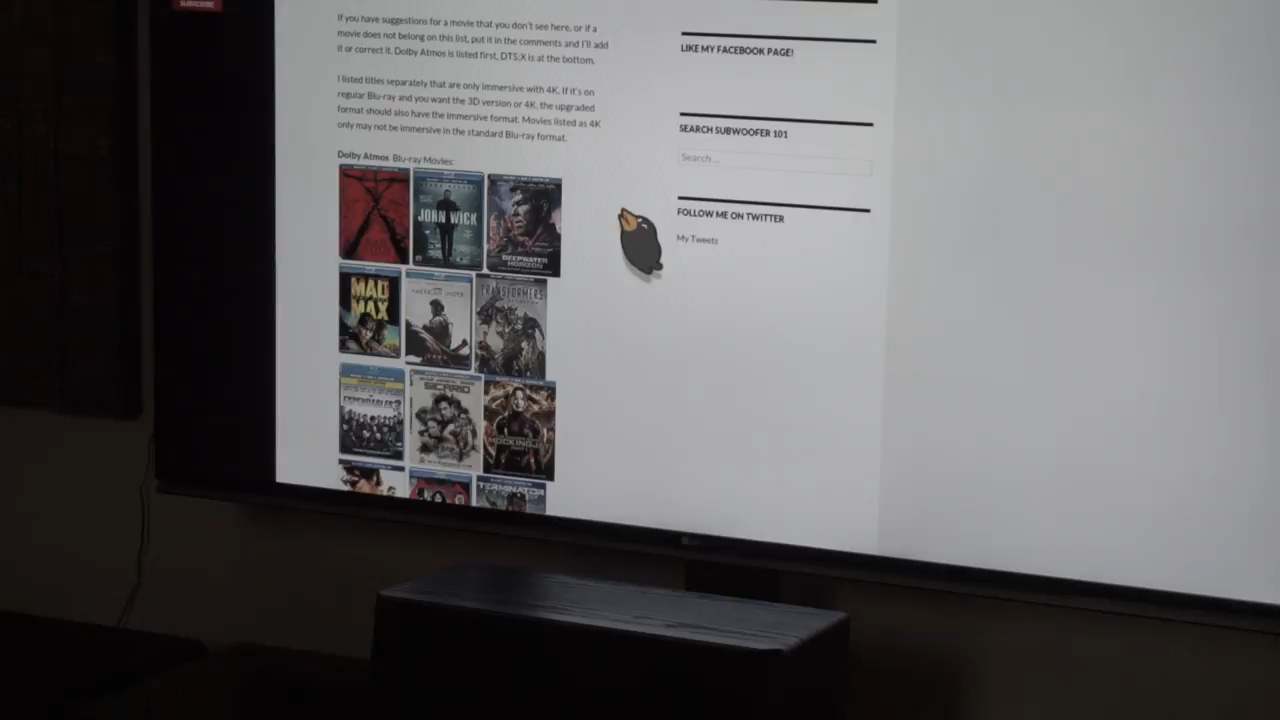 SUBSCRIBE
If you have suggestions for a movie that you don't see here, or if a
movie does not belong on this list, put it in the comments and I'll add
it or correct it. Dolby Atmos is listed first, DTS:X is at the bottom.
I listed titles separately that are only immersive with 4K. If it's on
regular Blu-ray and you want the 3D version or 4K, the upgraded
format should also have the immersive format. Movies listed as 4K
only may not be immersive in the standard Blu-ray format.
Dolby Atmos Blu-ray Movies:
JOHN WICK
DEEPWATER
HORIZON
MAD
MAX
AMERICAN SNIPER
TRANSFORMERS
SICARIO
MOCKINGJAY
TERMINATOR
LIKE MY FACEBOOK PAGE!
SEARCH SUBWOOFER 101
Search ...
FOLLOW ME ON TWITTER
My Tweets